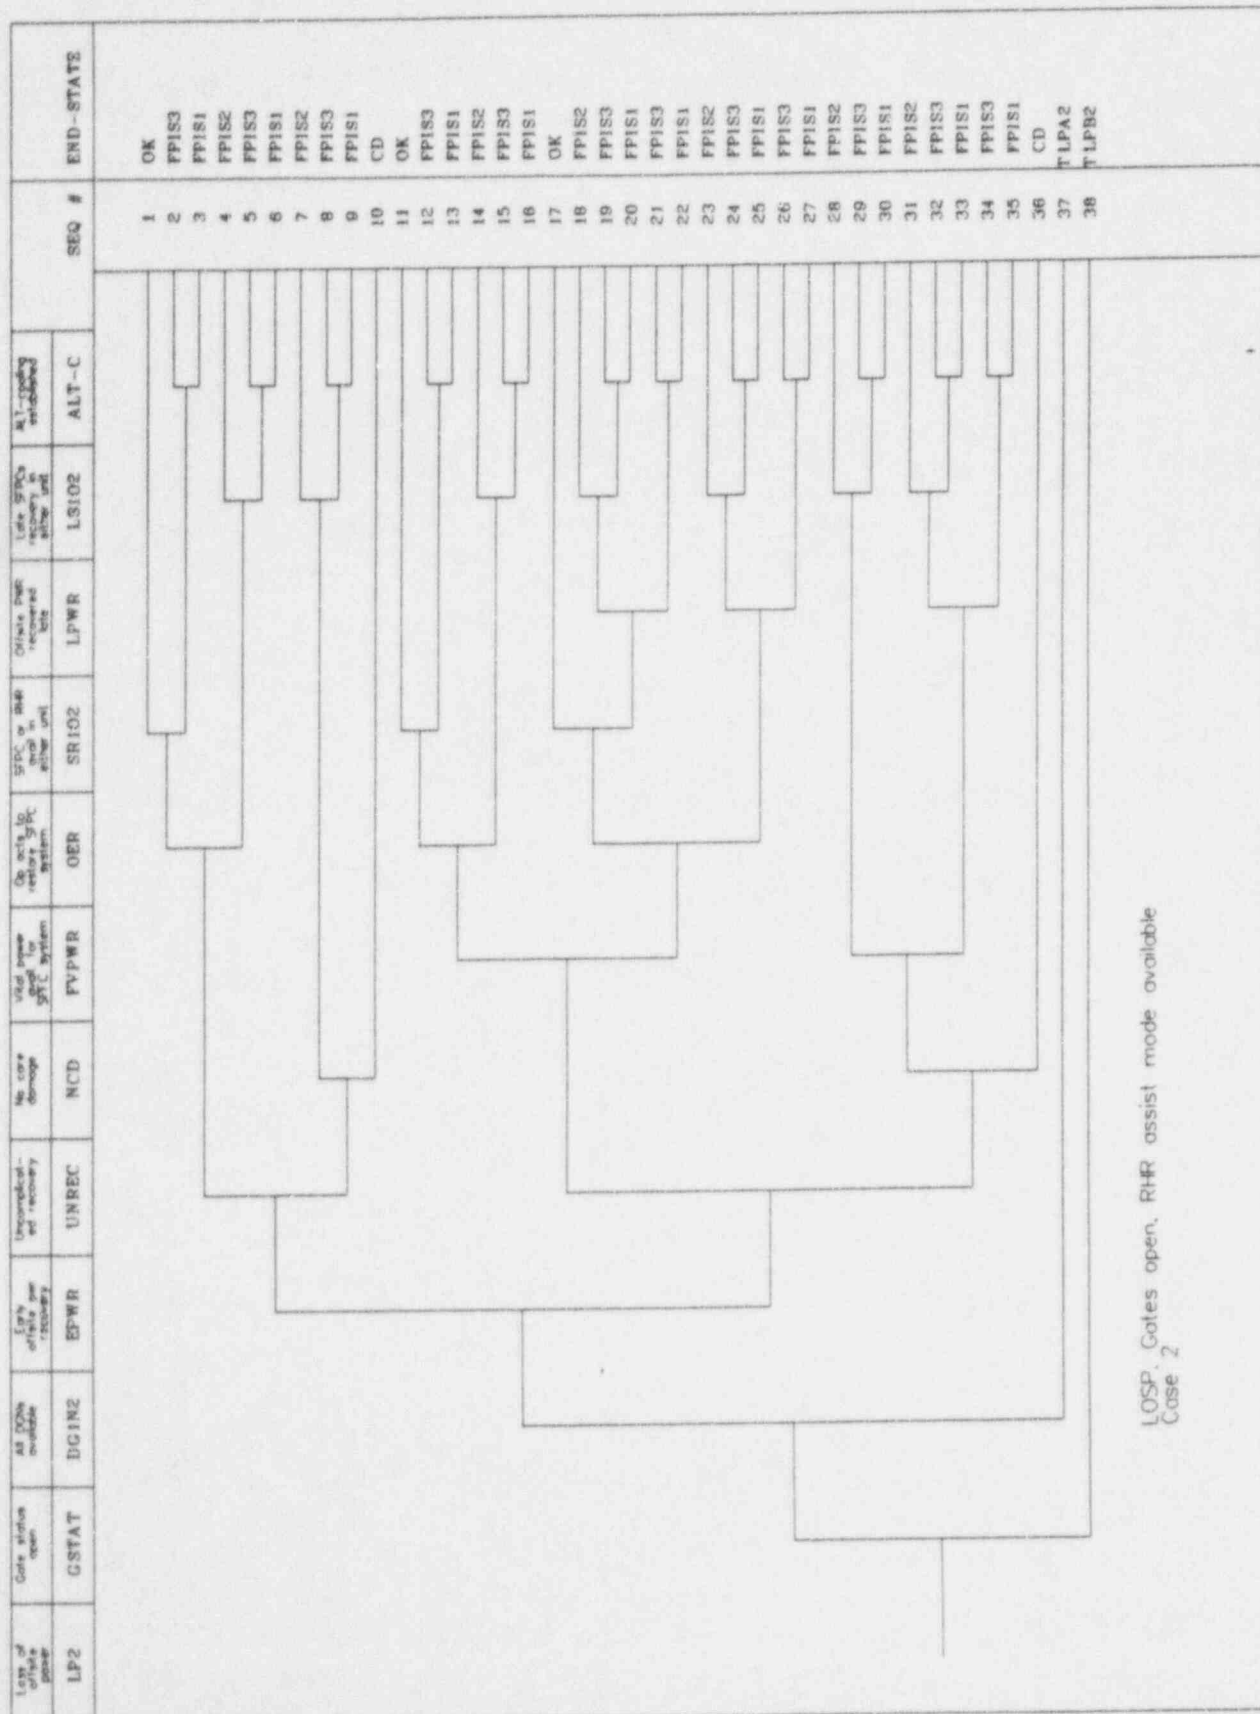 Loss of
offsite
power
LP2
Gate status
open
GSTAT
All DGNs
available
DG1N2
Early
offsite pwr
recovery
EPWR
Uncomplicat-
ed recovery
UNREC
No core
damage
NCD
Vital power
avail for
SFPC system
FVPWR
Op acts to
restore SFPC
system
OER
SFPC or RHR
avail in
either unit
SR1O2
Offsite PWR
recovered
late
LPWR
Late SFPCs
recovery in
either unit
LS1O2
ALT-cooling
established
ALT-C
SEQ # END-STATE
1 OK
2 FPIS3
3 FPIS1
4 FPIS2
5 FPIS3
6 FPIS1
7 FPIS2
8 FPIS3
9 FPIS1
10 CD
11 OK
12 FPIS3
13 FPIS1
14 FPIS2
15 FPIS3
16 FPIS1
17 OK
18 FPIS2
19 FPIS3
20 FPIS1
21 FPIS3
22 FPIS1
23 FPIS2
24 FPIS3
25 FPIS1
26 FPIS3
27 FPIS1
28 FPIS2
29 FPIS3
30 FPIS1
31 FPIS2
32 FPIS3
33 FPIS1
34 FPIS3
35 FPIS1
36 CD
37 TLPA2
38 TLPB2
LOSP, Gates open, RHR assist mode available
Case 2